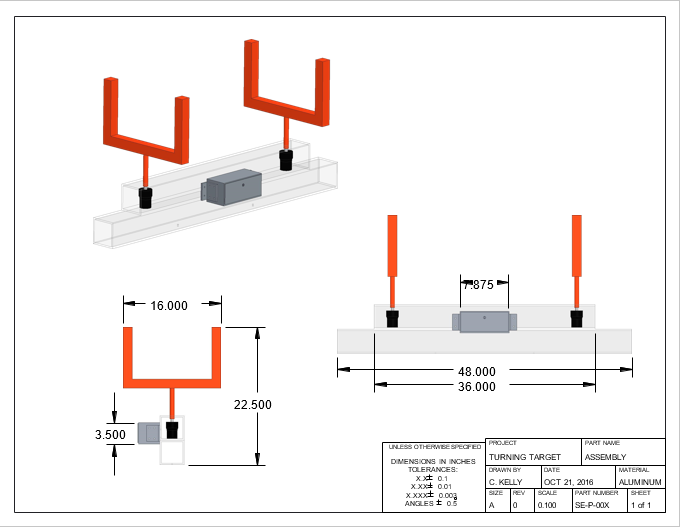 7.875
16.000
48.000
36.000
22.500
3.500
UNLESS OTHERWISE SPECIFIED
DIMENSIONS IN INCHES
TOLERANCES:
X.X± 0.1
X.XX± 0.01
X.XXX± 0.003
ANGLES ± 0.5
PROJECT
TURNING TARGET
PART NAME
ASSEMBLY
DRAWN BY
C. KELLY
DATE
OCT 21, 2016
MATERIAL
ALUMINUM
SIZE
A
REV
0
SCALE
0.100
PART NUMBER
SE-P-00X
SHEET
1 of 1